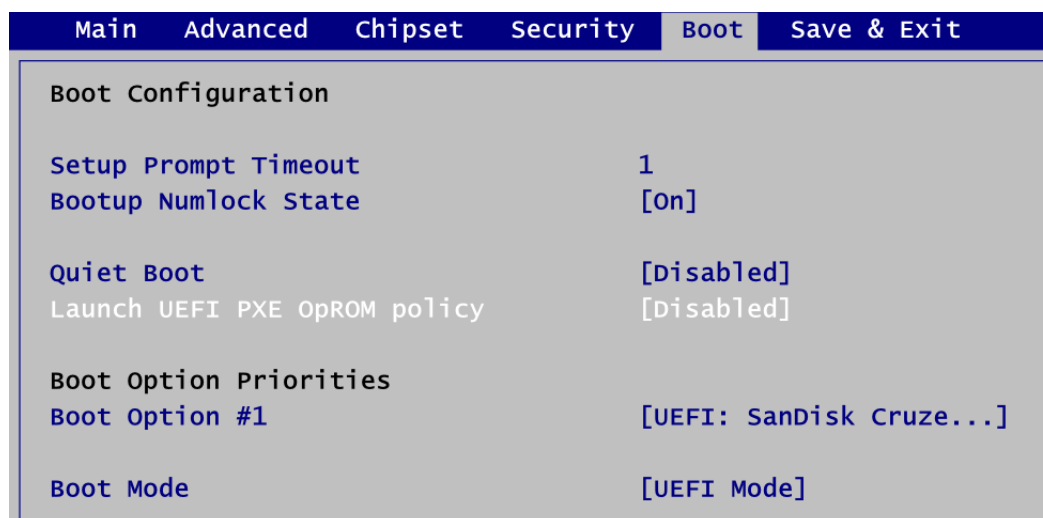 Main Advanced Chipset Security Boot Save & Exit
Boot Configuration
Setup Prompt Timeout 1
Bootup Numlock State [On]
Quiet Boot [Disabled]
Launch UEFI PXE OpROM policy [Disabled]
Boot Option Priorities
Boot Option #1 [UEFI: SanDisk Cruze...]
Boot Mode [UEFI Mode]